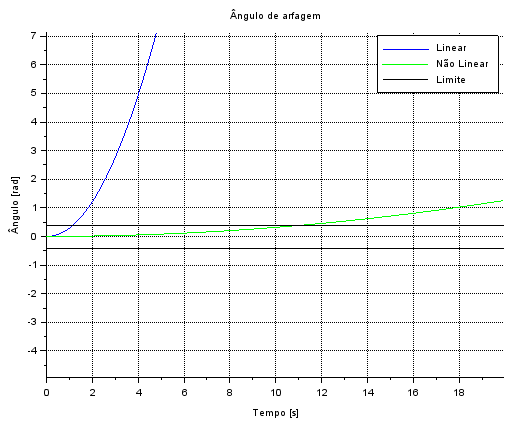 Ângulo de arfagem
Linear
Não Linear
Limite
Ângulo [rad]
7
6
5
4
3
2
1
0
-1
-2
-3
-4
0 2 4 6 8 10 12 14 16 18
Tempo [s]